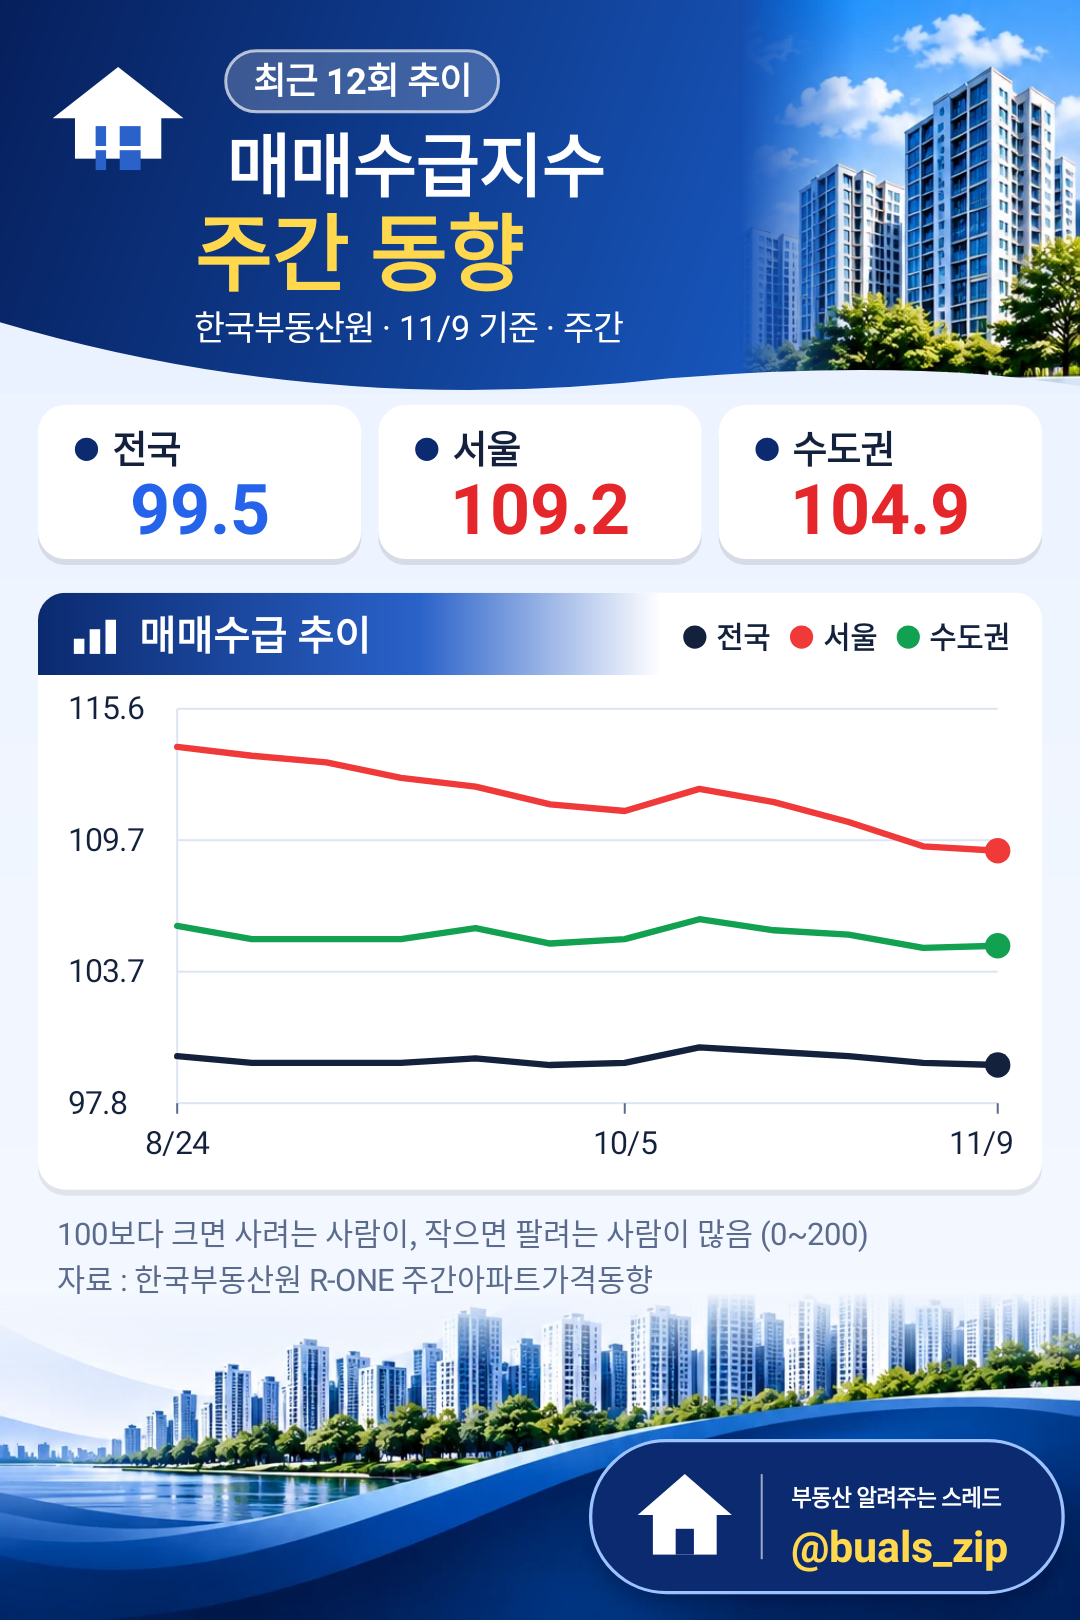 최근 12회 추이
매매수급지수
주간 동향
한국부동산원 · 11/9 기준 · 주간
전국
99.5
서울
109.2
수도권
104.9
매매수급 추이
전국 서울 수도권
115.6
109.7
103.7
97.8
8/24 10/5 11/9
100보다 크면 사려는 사람이, 작으면 팔려는 사람이 많음 (0~200)
자료 : 한국부동산원 R-ONE 주간아파트가격동향
부동산 알려주는 스레드
@buals_zip